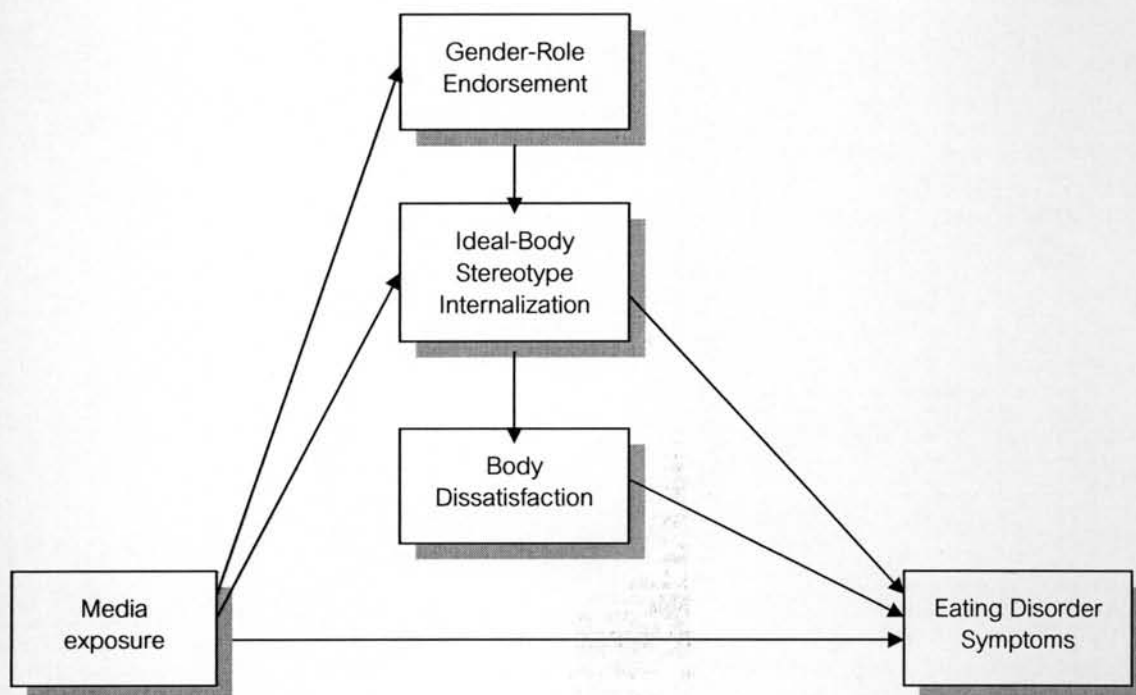 Gender-Role
Endorsement
Ideal-Body
Stereotype
Internalization
Body
Dissatisfaction
Media
exposure
Eating Disorder
Symptoms